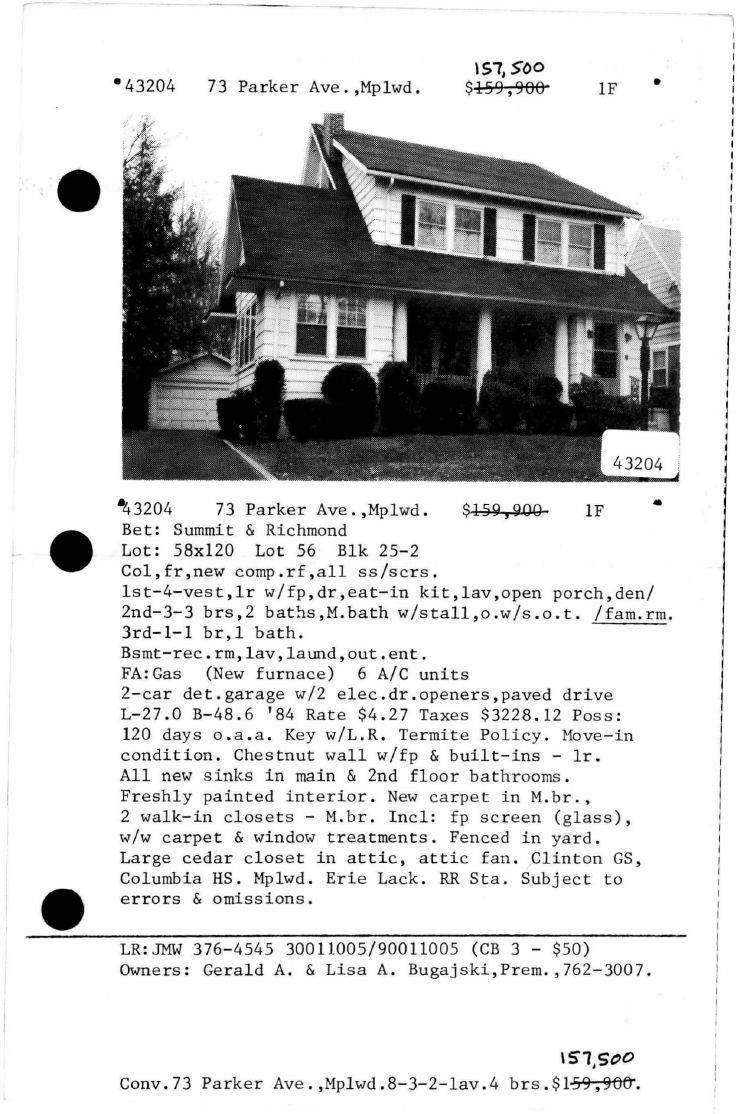 157,500
43204 73 Parker Ave.,Mplwd. $159,900 1F
43204
43204 73 Parker Ave.,Mplwd. $159,900 1F
Bet: Summit & Richmond
Lot: 58x120 Lot 56 Blk 25-2
Col,fr,new comp.rf,all ss/scrs.
1st-4-vest,lr w/fp,dr,eat-in kit,lav,open porch,den/
2nd-3-3 brs,2 baths,M.bath w/stall,o.w/s.o.t. /fam.rm.
3rd-1-1 br,1 bath.
Bsmt-rec.rm,lav,laund,out.ent.
FA:Gas (New furnace) 6 A/C units
2-car det.garage w/2 elec.dr.openers,paved drive
L-27.0 B-48.6 '84 Rate $4.27 Taxes $3228.12 Poss:
120 days o.a.a. Key w/L.R. Termite Policy. Move-in
condition. Chestnut wall w/fp & built-ins - lr.
All new sinks in main & 2nd floor bathrooms.
Freshly painted interior. New carpet in M.br.,
2 walk-in closets - M.br. Incl: fp screen (glass),
w/w carpet & window treatments. Fenced in yard.
Large cedar closet in attic, attic fan. Clinton GS,
Columbia HS. Mplwd. Erie Lack. RR Sta. Subject to
errors & omissions.
LR:JMW 376-4545 30011005/90011005 (CB 3 - $50)
Owners: Gerald A. & Lisa A. Bugajski,Prem.,762-3007.
157,500
Conv.73 Parker Ave.,Mplwd.8-3-2-lav.4 brs.$159,900.